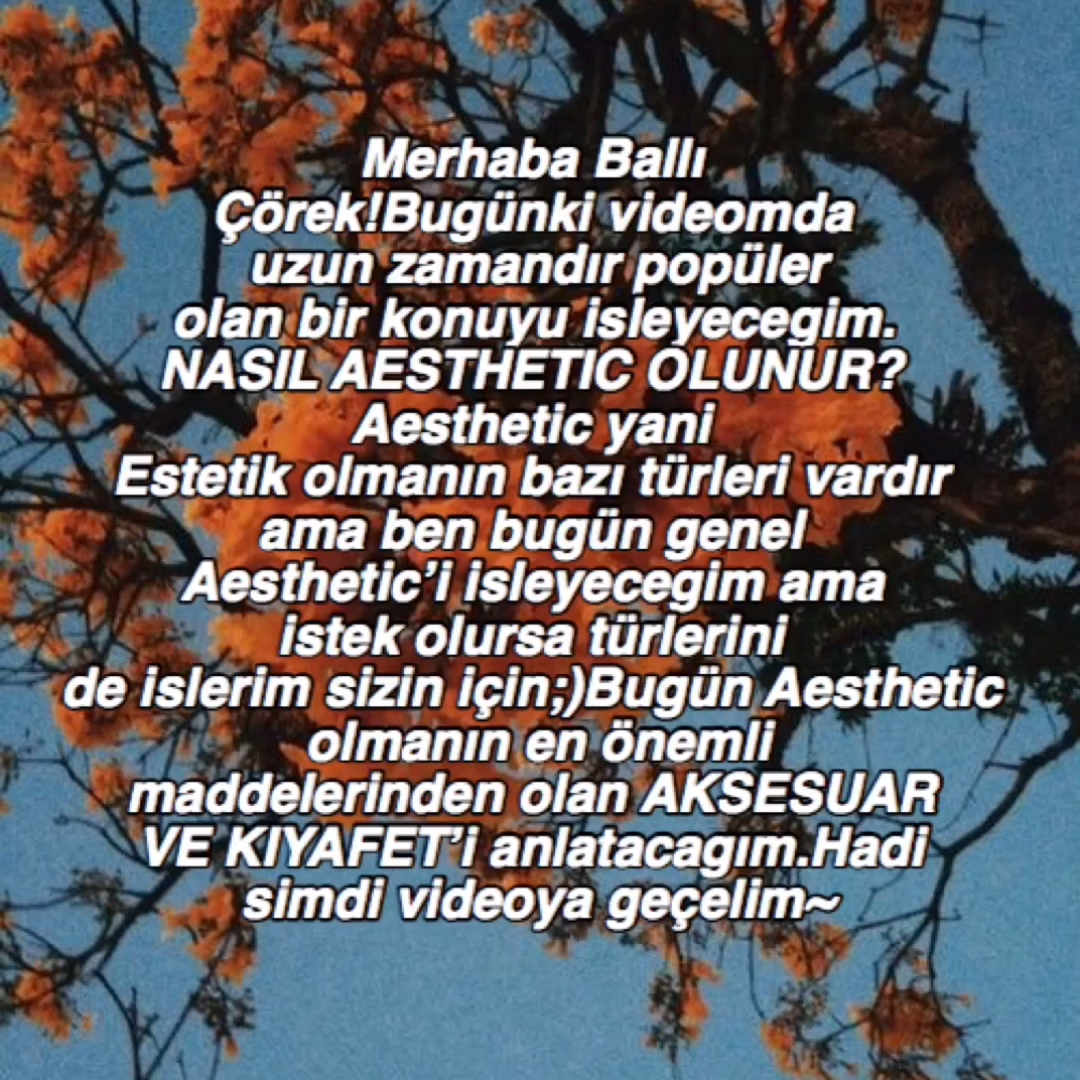 Merhaba Ballı
Çörek!Bugünki videomda
uzun zamandır popüler
olan bir konuyu isleyecegim.
NASIL AESTHETIC OLUNUR?
Aesthetic yani
Estetik olmanın bazı türleri vardır
ama ben bugün genel
Aesthetic’i isleyecegim ama
istek olursa türlerini
de islerim sizin için;)Bugün Aesthetic
olmanın en önemli
maddelerinden olan AKSESUAR
VE KIYAFET’i anlatacagım.Hadi
simdi videoya geçelim~